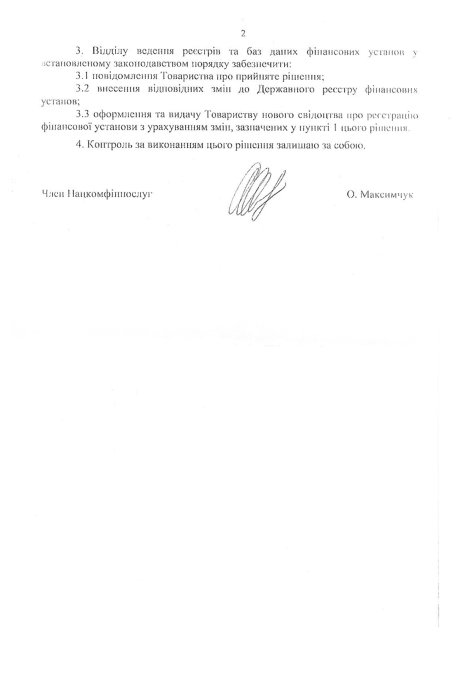 2
3. Відділу ведення реєстрів та баз даних фінансових установ у
встановленому законодавством порядку забезпечити:
3.1 повідомлення Товариства про прийняте рішення;
3.2 внесення відповідних змін до Державного реєстру фінансових
установ;
3.3 оформлення та видачу Товариству нового свідоцтва про реєстрацію
фінансової установи з урахуванням змін, зазначених у пункті 1 цього рішення.
4. Контроль за виконанням цього рішення залишаю за собою.
Член Нацкомфінпослуг О. Максимчук